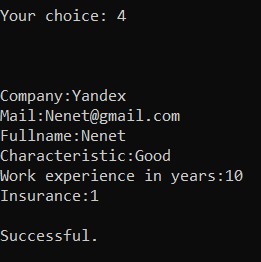 Your choice: 4
Company:Yandex
Mail:Nenet@gmail.com
Fullname:Nenet
Characteristic:Good
Work experience in years:10
Insurance:1
Successful.